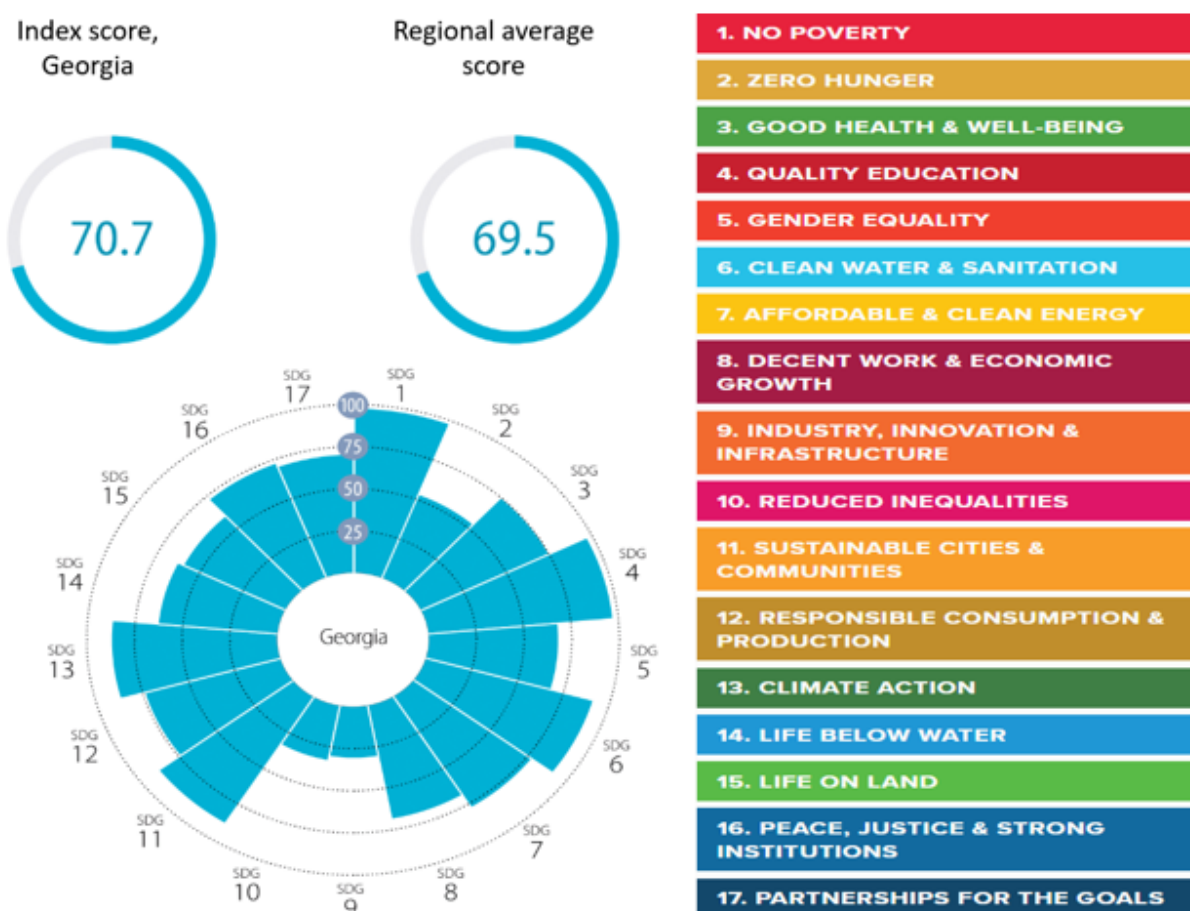 Index score,
Georgia
Regional average
score
70.7
69.5
1. NO POVERTY
2. ZERO HUNGER
3. GOOD HEALTH & WELL-BEING
4. QUALITY EDUCATION
5. GENDER EQUALITY
6. CLEAN WATER & SANITATION
7. AFFORDABLE & CLEAN ENERGY
8. DECENT WORK & ECONOMIC
GROWTH
9. INDUSTRY, INNOVATION &
INFRASTRUCTURE
10. REDUCED INEQUALITIES
11. SUSTAINABLE CITIES &
COMMUNITIES
12. RESPONSIBLE CONSUMPTION &
PRODUCTION
13. CLIMATE ACTION
14. LIFE BELOW WATER
15. LIFE ON LAND
16. PEACE, JUSTICE & STRONG
INSTITUTIONS
17. PARTNERSHIPS FOR THE GOALS
SDG
1
SDG
2
SDG
3
SDG
4
SDG
5
SDG
6
SDG
7
SDG
8
SDG
9
SDG
10
SDG
11
SDG
12
SDG
13
SDG
14
SDG
15
SDG
16
SDG
17
100
75
50
25
Georgia